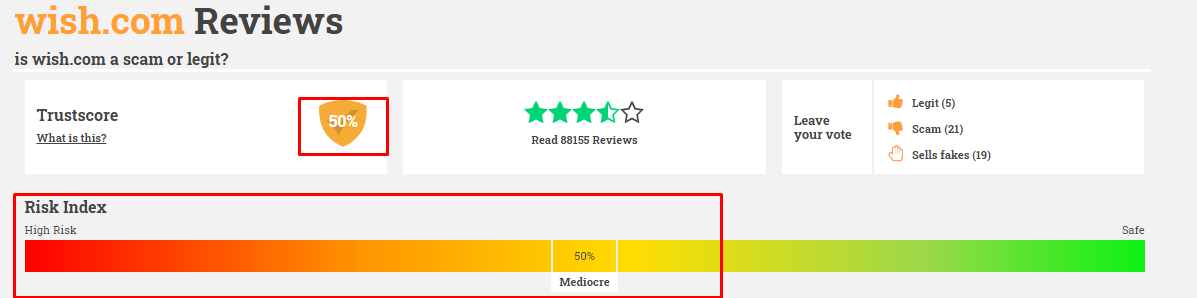 wish.com Reviews
is wish.com a scam or legit?
Trustscore
What is this?
50%
Read 88155 Reviews
Leave
your vote
Legit (5)
Scam (21)
Sells fakes (19)
Risk Index
High Risk
Safe
50%
Mediocre